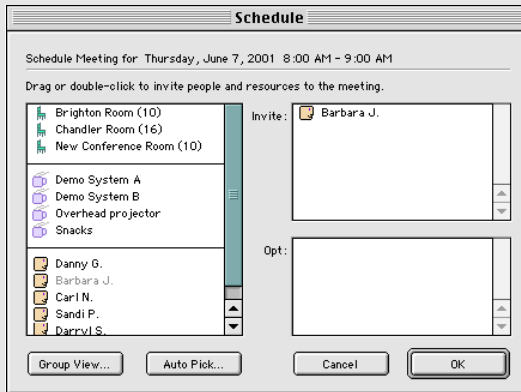 Schedule
Schedule Meeting for Thursday, June 7, 2001 8:00 AM - 9:00 AM
Drag or double-click to invite people and resources to the meeting.
Brighton Room (10)
Chandler Room (16)
New Conference Room (10)
Demo System A
Demo System B
Overhead projector
Snacks
Danny G.
Barbara J.
Carl N.
Sandi P.
Darryl S.
Invite:
Barbara J.
Opt:
Group View...
Auto Pick...
Cancel
OK